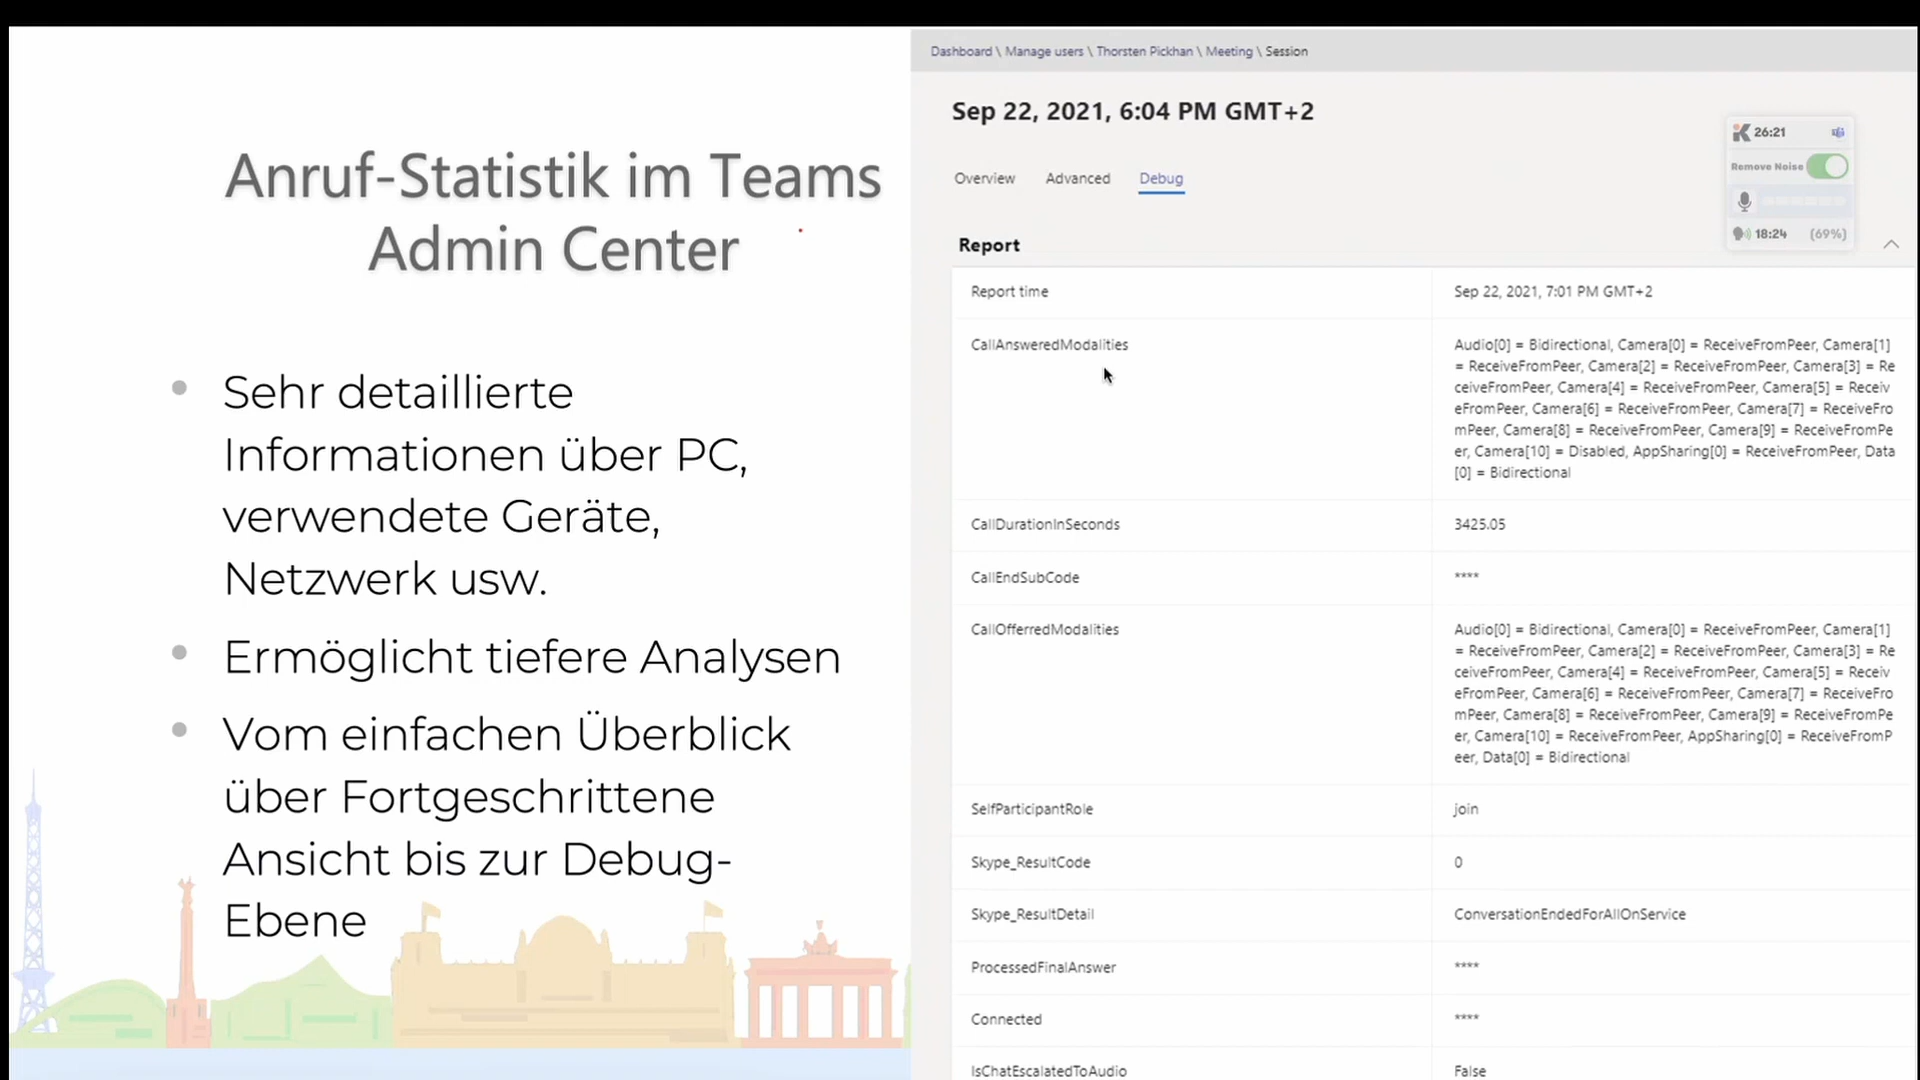 Anruf-Statistik im Teams
Admin Center
Sehr detaillierte
Informationen über PC,
verwendete Geräte,
Netzwerk usw.
Ermöglicht tiefere Analysen
Vom einfachen Überblick
über Fortgeschrittene
Ansicht bis zur Debug-
Ebene
Dashboard \ Manage users \ Thorsten Pickhan \ Meeting \ Session
Sep 22, 2021, 6:04 PM GMT+2
26:21
Remove Noise
18:24 (69%)
Overview Advanced Debug
Report
Report time Sep 22, 2021, 7:01 PM GMT+2
CallAnsweredModalities Audio[0] = Bidirectional, Camera[0] = ReceiveFromPeer, Camera[1]
= ReceiveFromPeer, Camera[2] = ReceiveFromPeer, Camera[3] = Re
ceiveFromPeer, Camera[4] = ReceiveFromPeer, Camera[5] = Receiv
eFromPeer, Camera[6] = ReceiveFromPeer, Camera[7] = ReceiveFro
mPeer, Camera[8] = ReceiveFromPeer, Camera[9] = ReceiveFromPe
er, Camera[10] = Disabled, AppSharing[0] = ReceiveFromPeer, Data
[0] = Bidirectional
CallDurationInSeconds 3425.05
CallEndSubCode ****
CallOfferredModalities Audio[0] = Bidirectional, Camera[0] = ReceiveFromPeer, Camera[1]
= ReceiveFromPeer, Camera[2] = ReceiveFromPeer, Camera[3] = Re
ceiveFromPeer, Camera[4] = ReceiveFromPeer, Camera[5] = Receiv
eFromPeer, Camera[6] = ReceiveFromPeer, Camera[7] = ReceiveFro
mPeer, Camera[8] = ReceiveFromPeer, Camera[9] = ReceiveFromPe
er, Camera[10] = ReceiveFromPeer, AppSharing[0] = ReceiveFromP
eer, Data[0] = Bidirectional
SelfParticipantRole join
Skype_ResultCode 0
Skype_ResultDetail ConversationEndedForAllOnService
ProcessedFinalAnswer ****
Connected ****
IsChatEscalatedToAudio False